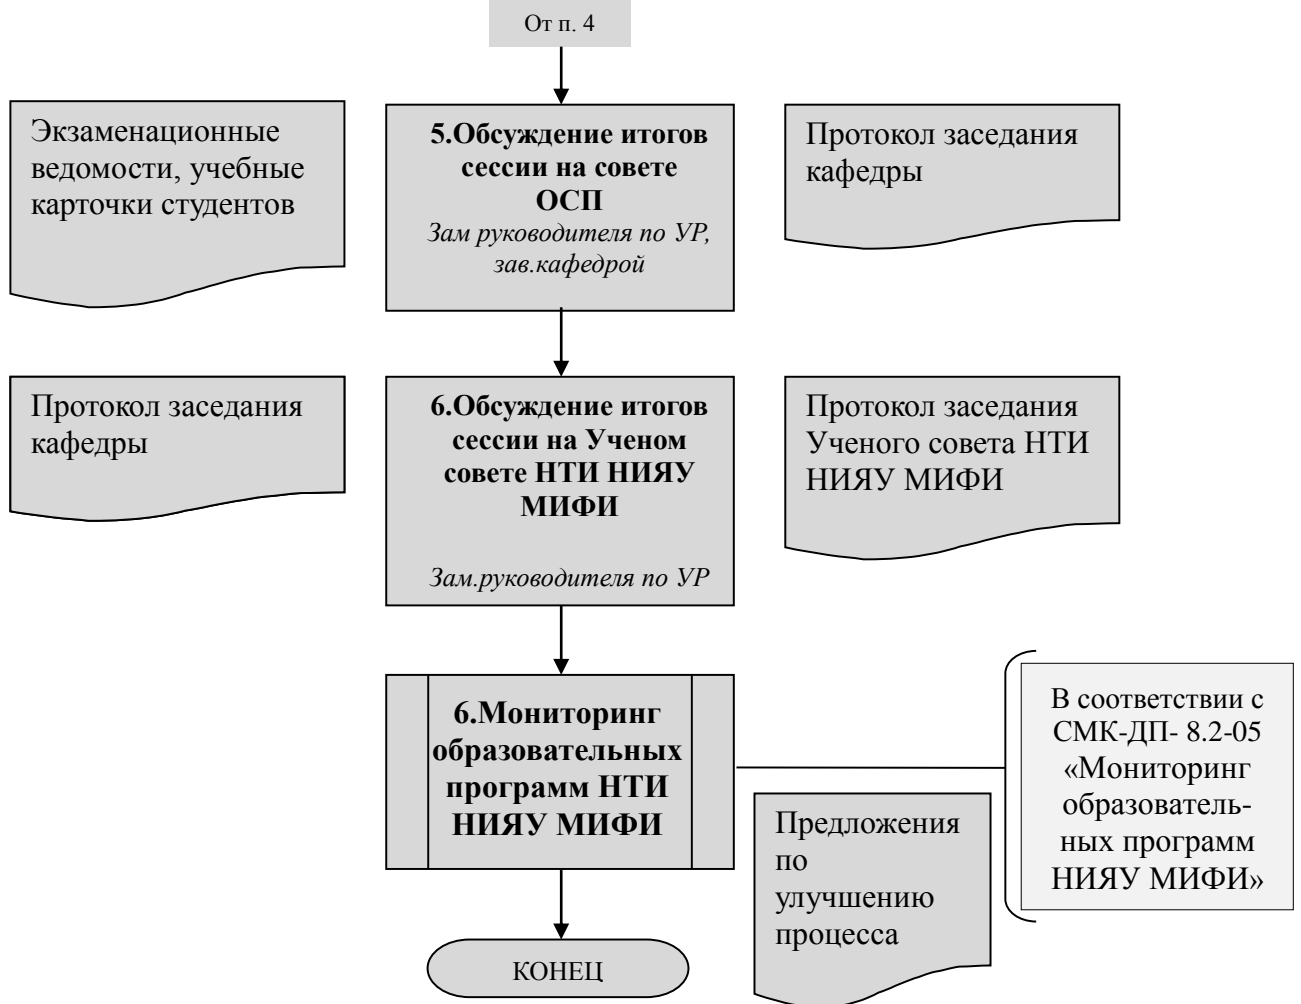 От п. 4
Экзаменационные
ведомости, учебные
карточки студентов
5.Обсуждение итогов
сессии на совете
ОСП
Зам руководителя по УР,
зав.кафедрой
Протокол заседания
кафедры
Протокол заседания
кафедры
6.Обсуждение итогов
сессии на Ученом
совете НТИ НИЯУ
МИФИ
Зам.руководителя по УР
Протокол заседания
Ученого совета НТИ
НИЯУ МИФИ
6.Мониторинг
образовательных
программ НТИ
НИЯУ МИФИ
В соответствии с
СМК-ДП- 8.2-05
«Мониторинг
образователь-
ных программ
НИЯУ МИФИ»
Предложения
по
улучшению
процесса
КОНЕЦ